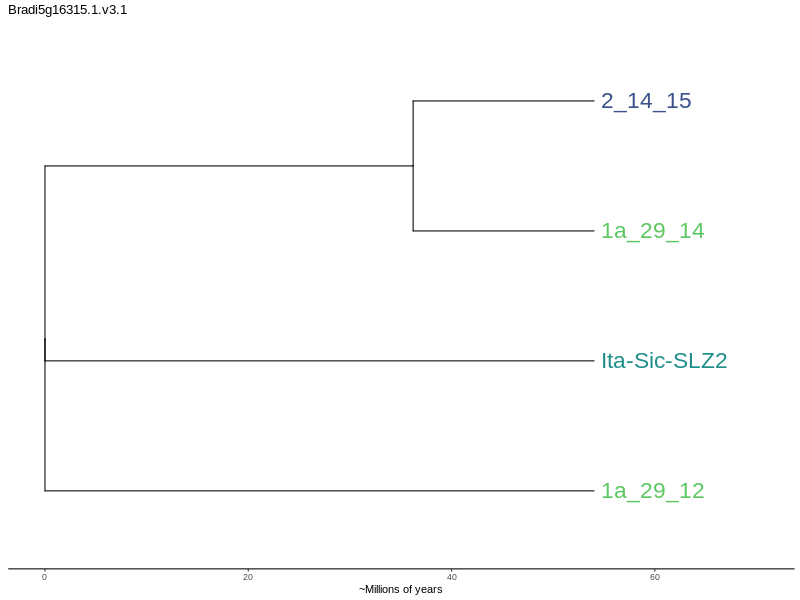 Bradi5g16315.1.v3.1
2_14_15
1a_29_14
Ita-Sic-SLZ2
1a_29_12
0 20 40 60
~Millions of years